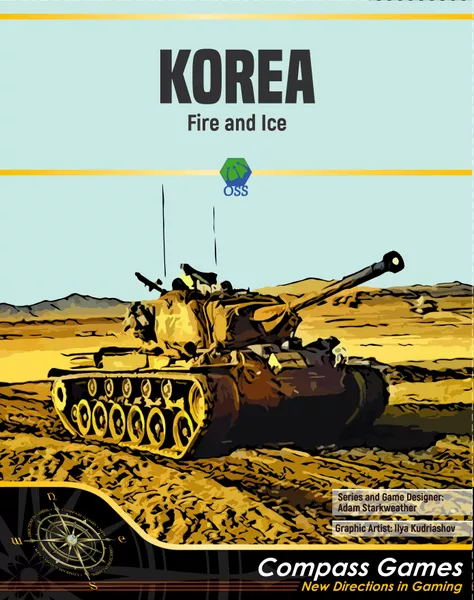 KOREA
Fire and Ice
OSS
Series and Game Designer:
Adam Starkweather
Graphic Artist: Ilya Kudriashov
n
w
e
s
Compass Games
New Directions in Gaming